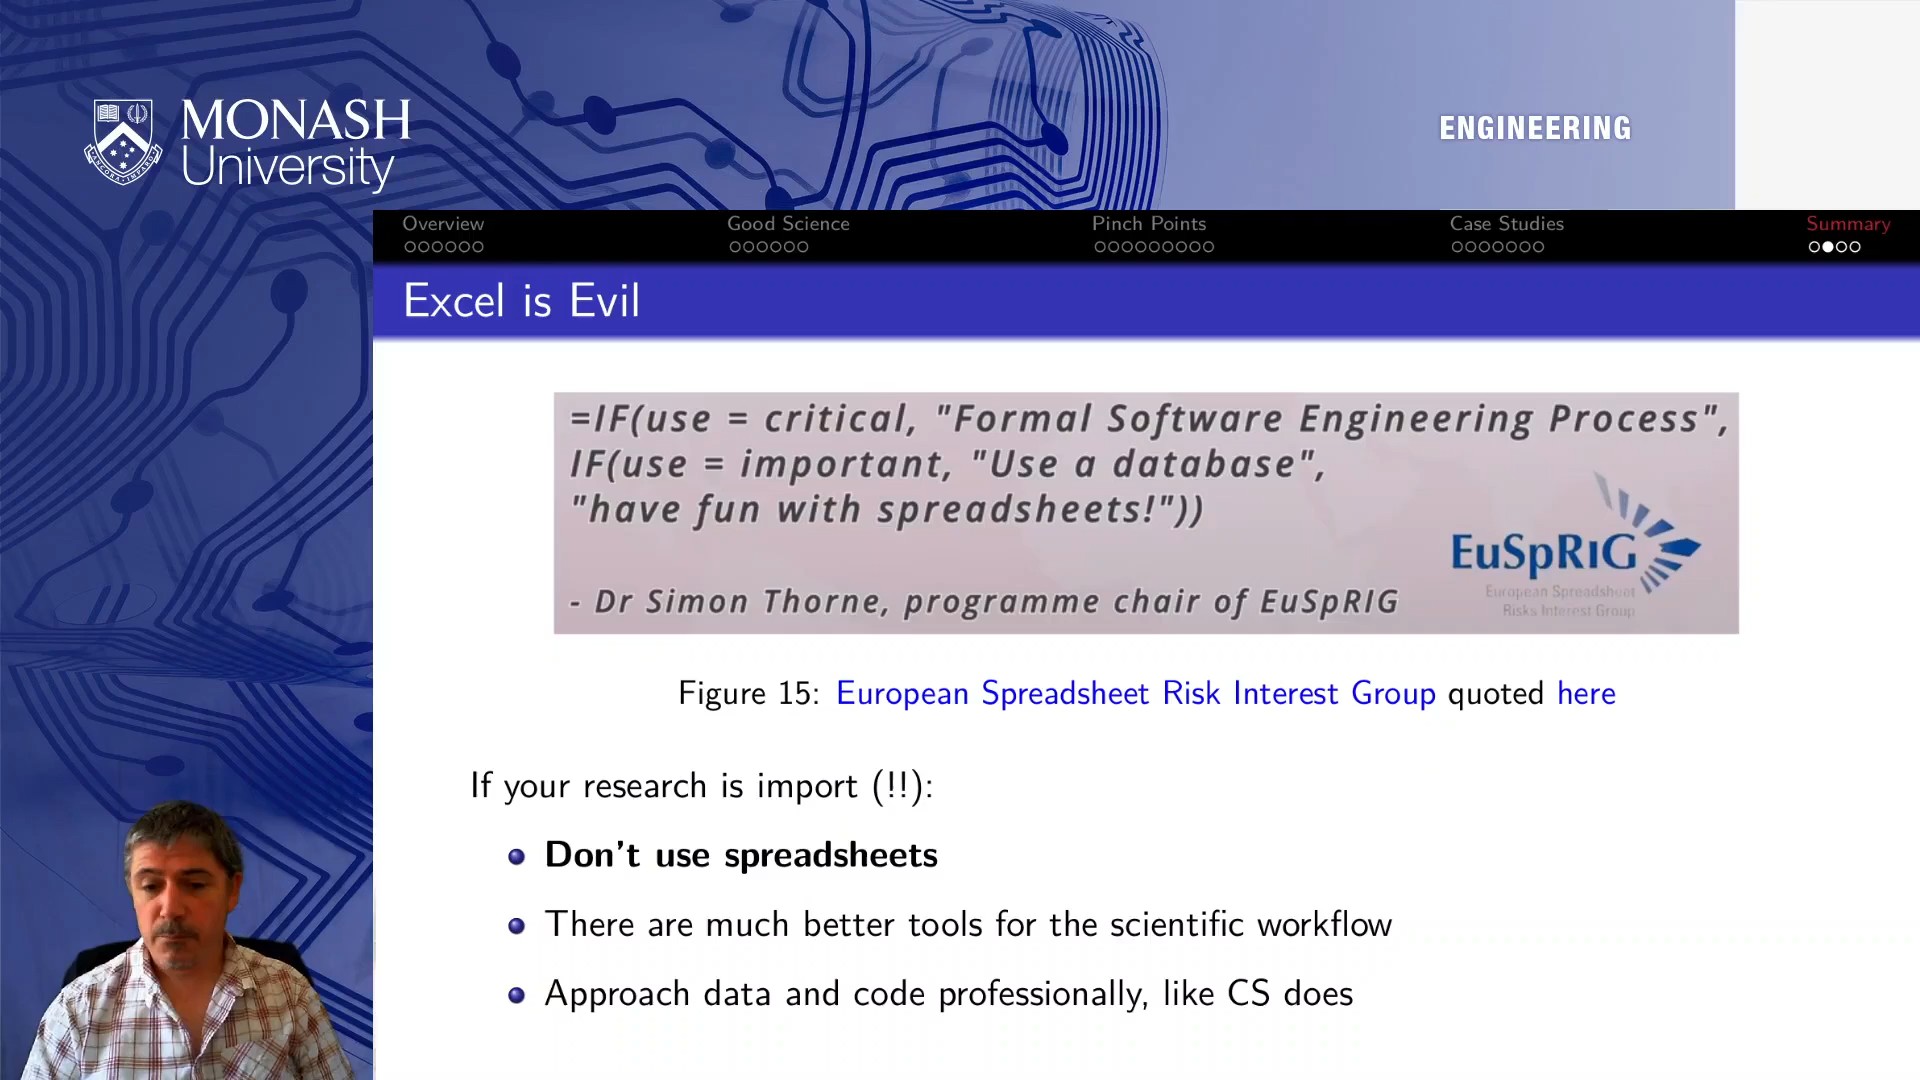 MONASH
University
ENGINEERING
Overview
Good Science
Pinch Points
Case Studies
Summary
Excel is Evil
=IF(use = critical, "Formal Software Engineering Process",
IF(use = important, "Use a database",
"have fun with spreadsheets!"))
- Dr Simon Thorne, programme chair of EuSpRIG
EuSpRiG
European Spreadsheet
Risks Interest Group
Figure 15: European Spreadsheet Risk Interest Group quoted here
If your research is import (!!):
Don't use spreadsheets
There are much better tools for the scientific workflow
Approach data and code professionally, like CS does